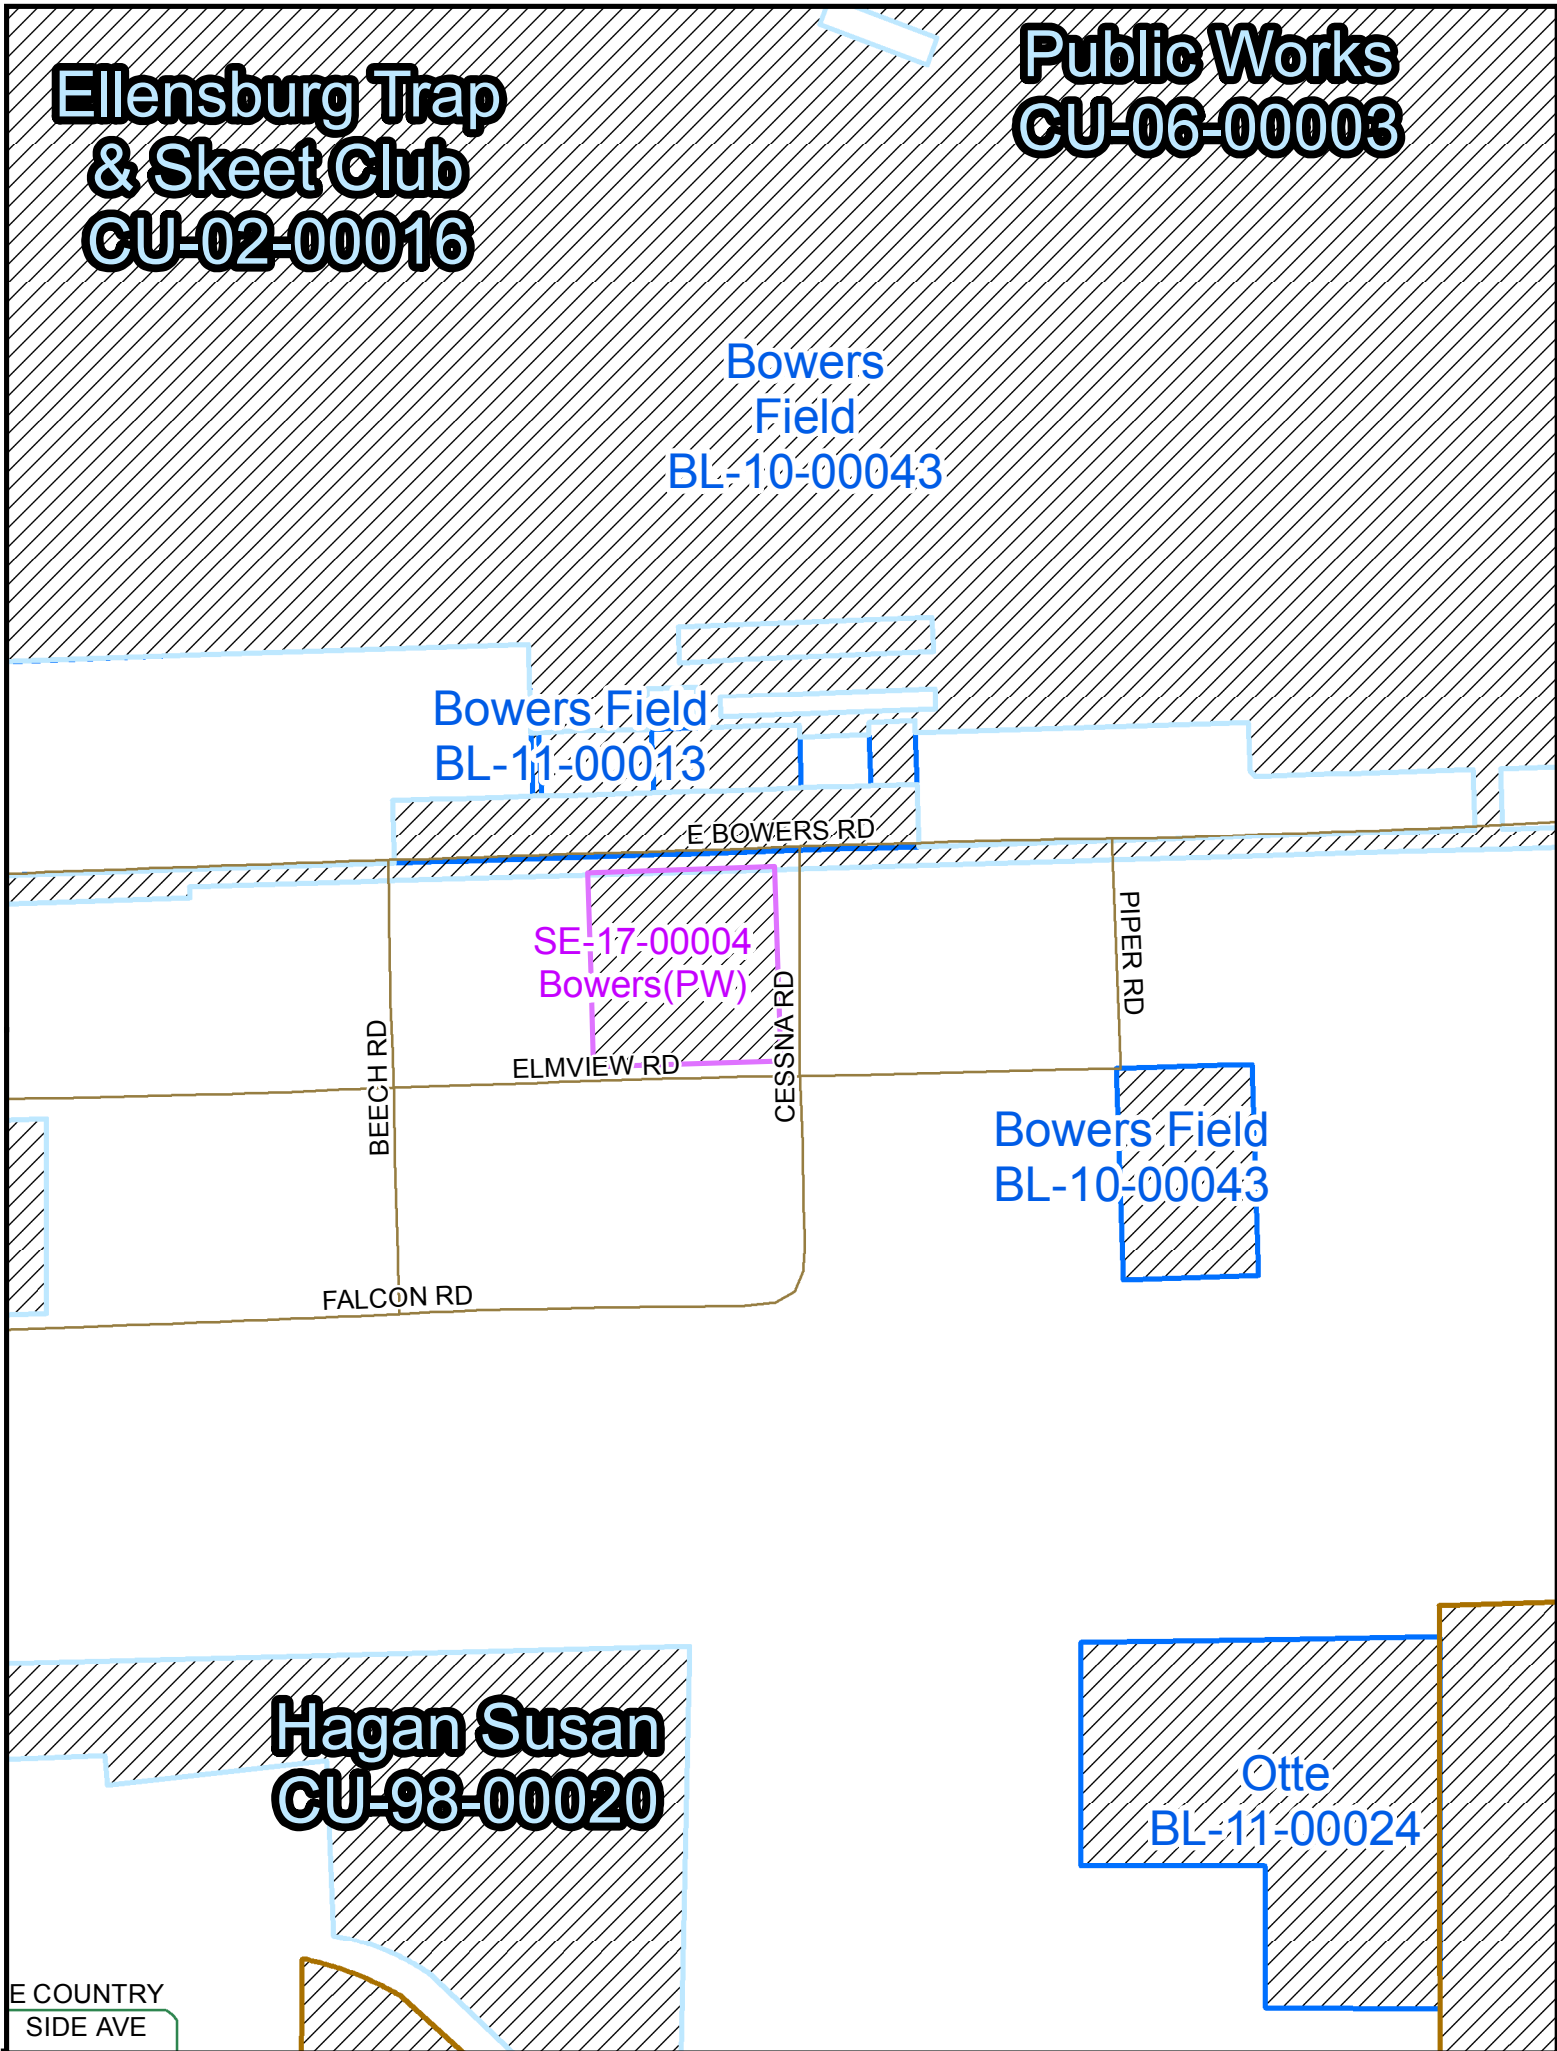 Ellensburg Trap
& Skeet Club
CU-02-00016
Public Works
CU-06-00003
Bowers
Field
BL-10-00043
Bowers Field
BL-11-00013
E BOWERS RD
SE-17-00004
Bowers(PW)
PIPER RD
CESSNA RD
BEECH RD
ELMVIEW RD
Bowers Field
BL-10-00043
FALCON RD
Hagan Susan
CU-98-00020
Otte
BL-11-00024
E COUNTRY
SIDE AVE